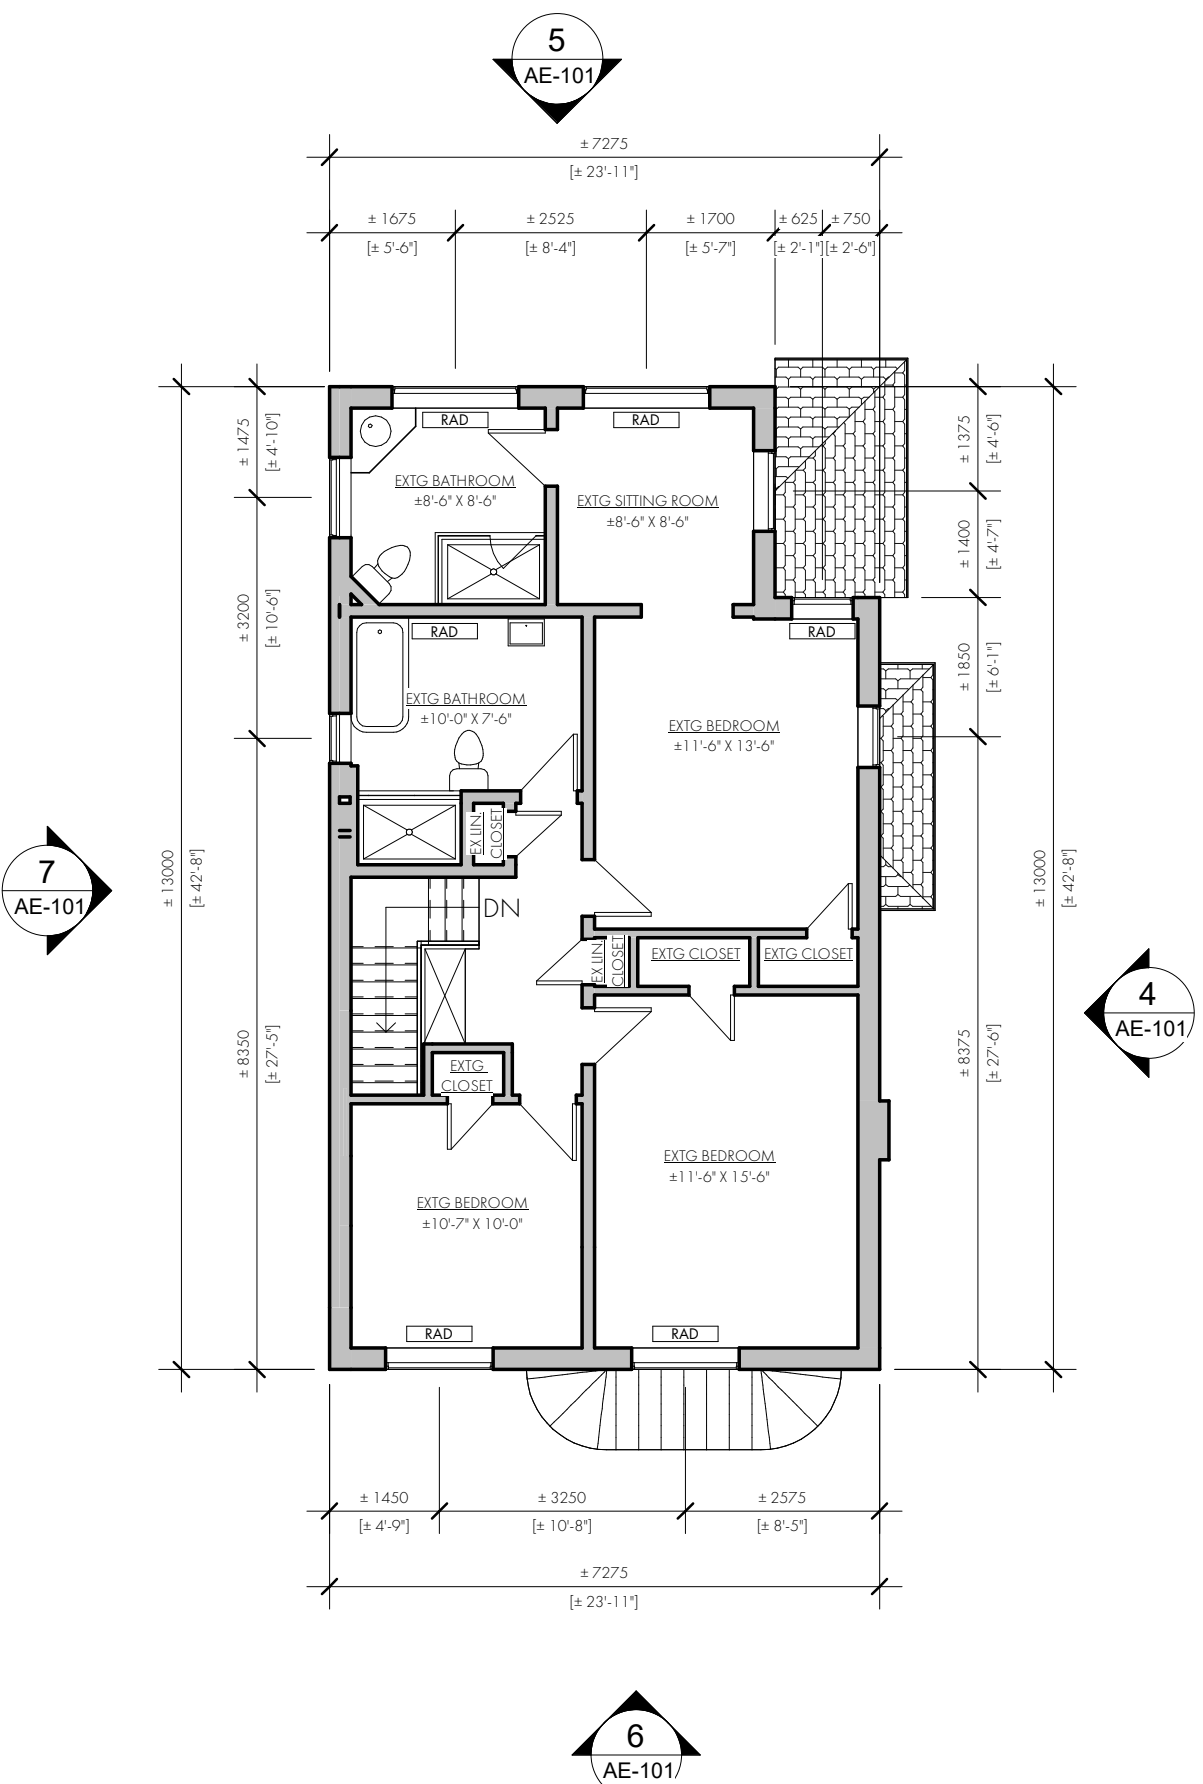 5
AE-101
± 7275
[± 23'-11"]
± 1675
± 2525
± 1700
± 625
± 750
[± 5'-6"]
[± 8'-4"]
[± 5'-7"]
[± 2'-1"]
[± 2'-6"]
± 1475
[± 4'-10"]
± 1375
[± 4'-6"]
RAD
RAD
EXTG BATHROOM
±8'-6" X 8'-6"
EXTG SITTING ROOM
±8'-6" X 8'-6"
± 1400
[± 4'-7"]
± 3200
[± 10'-6"]
RAD
RAD
± 1850
[± 6'-1"]
EXTG BATHROOM
±10'-0" X 7'-6"
EXTG BEDROOM
±11'-6" X 13'-6"
EX LIN.
CLOSET
7
AE-101
± 13000
[± 42'-8"]
± 13000
[± 42'-8"]
DN
EX LIN.
CLOSET
EXTG CLOSET
EXTG CLOSET
4
AE-101
± 8350
[± 27'-5"]
± 8375
[± 27'-6"]
EXTG
CLOSET
EXTG BEDROOM
±11'-6" X 15'-6"
EXTG BEDROOM
±10'-7" X 10'-0"
RAD
RAD
± 1450
± 3250
± 2575
[± 4'-9"]
[± 10'-8"]
[± 8'-5"]
± 7275
[± 23'-11"]
6
AE-101